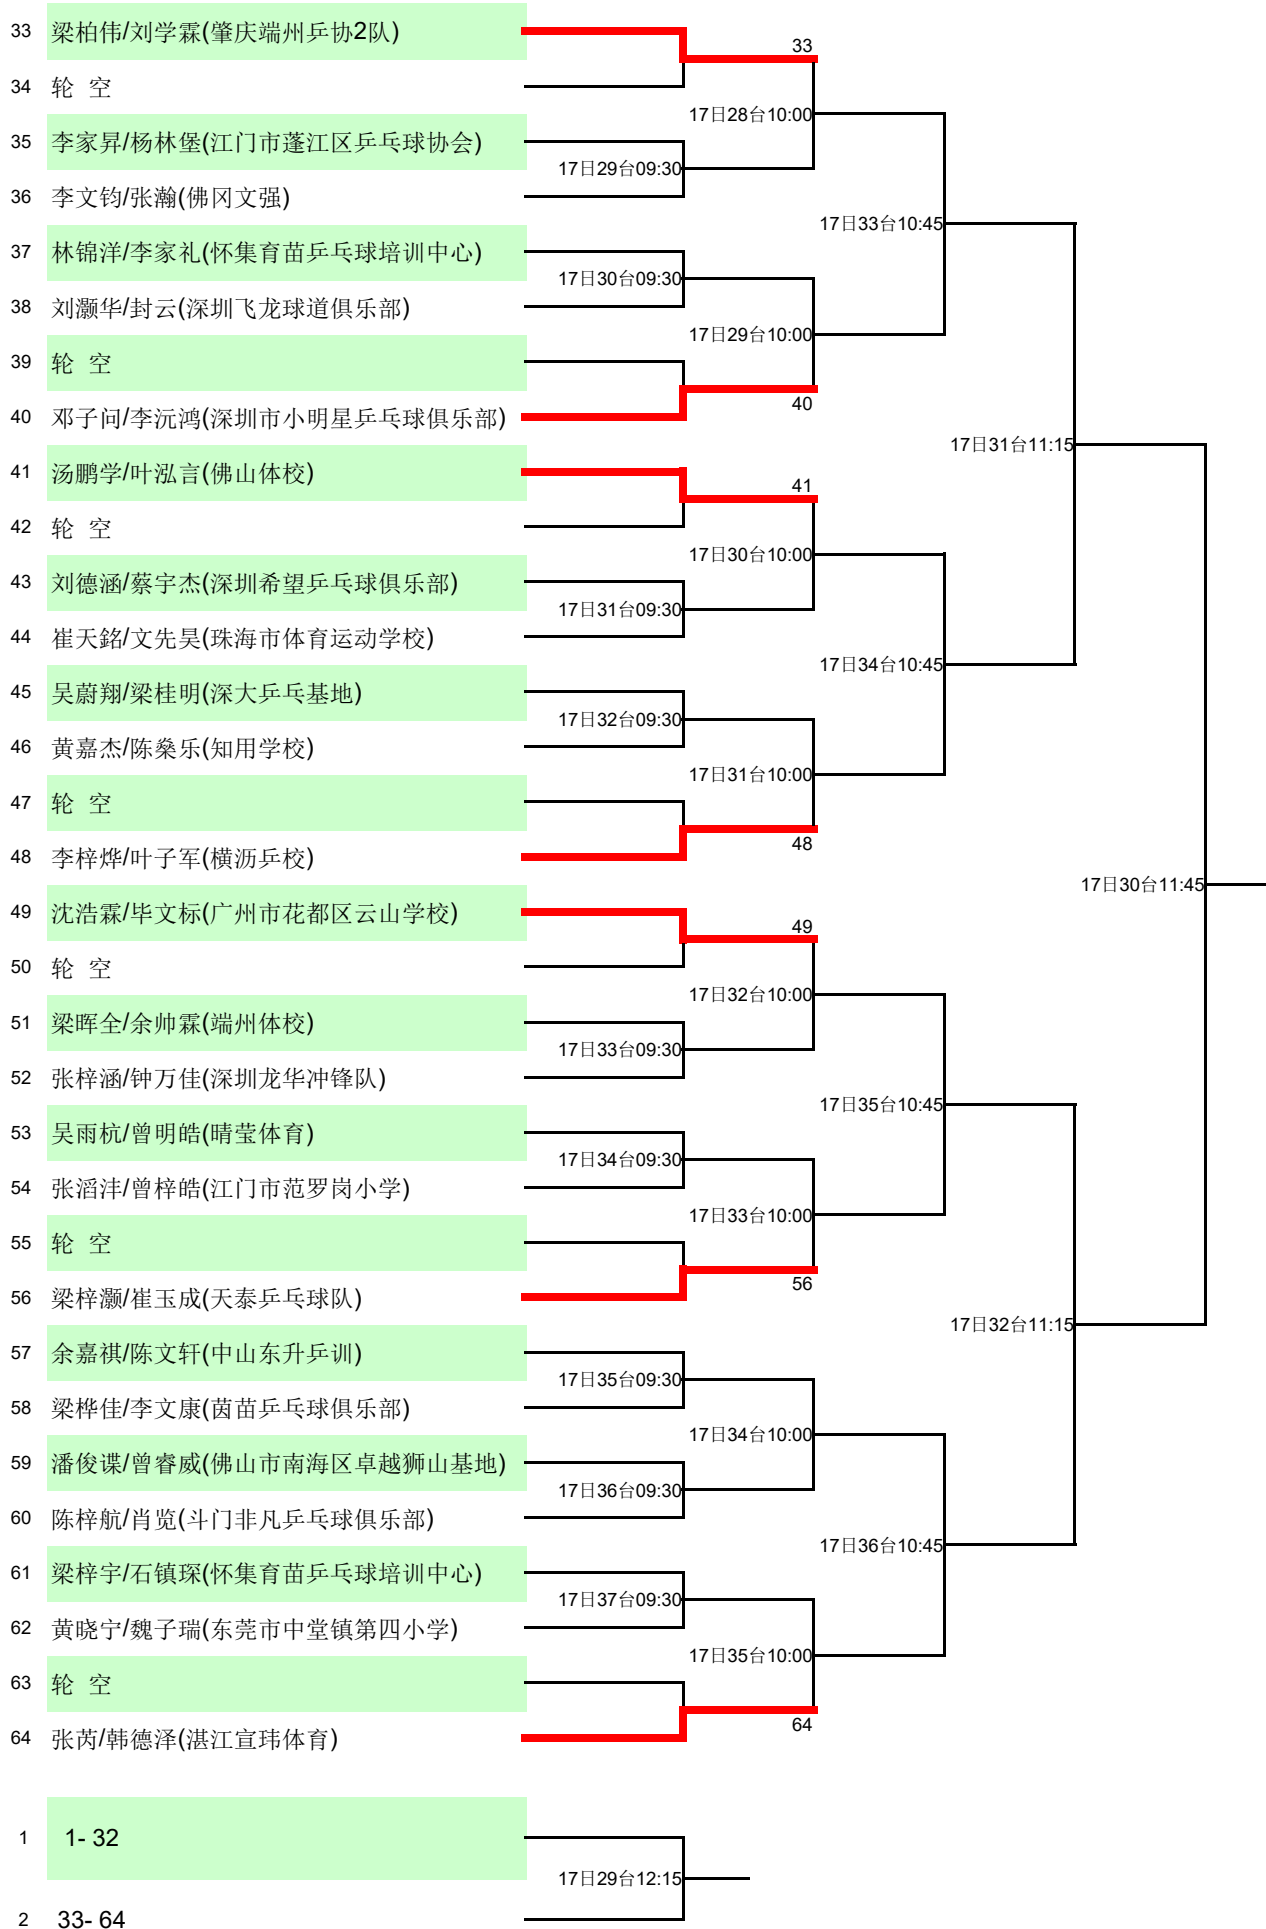 33 梁柏伟/刘学霖(肇庆端州乒协2队)
33
34 轮 空
17日28台10:00
35 李家昇/杨林堡(江门市蓬江区乒乓球协会)
17日29台09:30
36 李文钧/张瀚(佛冈文强)
17日33台10:45
37 林锦洋/李家礼(怀集育苗乒乓球培训中心)
17日30台09:30
38 刘灏华/封云(深圳飞龙球道俱乐部)
17日29台10:00
39 轮 空
40
40 邓子问/李沅鸿(深圳市小明星乒乓球俱乐部)
17日31台11:15
41 汤鹏学/叶泓言(佛山体校)
41
42 轮 空
17日30台10:00
43 刘德涵/蔡宇杰(深圳希望乒乓球俱乐部)
17日31台09:30
44 崔天銘/文先昊(珠海市体育运动学校)
17日34台10:45
45 吴蔚翔/梁桂明(深大乒乓基地)
17日32台09:30
46 黄嘉杰/陈燊乐(知用学校)
17日31台10:00
47 轮 空
48
48 李梓烨/叶子军(横沥乒校)
17日30台11:45
49 沈浩霖/毕文标(广州市花都区云山学校)
49
50 轮 空
17日32台10:00
51 梁晖全/余帅霖(端州体校)
17日33台09:30
52 张梓涵/钟万佳(深圳龙华冲锋队)
17日35台10:45
53 吴雨杭/曾明皓(晴莹体育)
17日34台09:30
54 张滔沣/曾梓皓(江门市范罗岗小学)
17日33台10:00
55 轮 空
56
56 梁梓灏/崔玉成(天泰乒乓球队)
17日32台11:15
57 余嘉祺/陈文轩(中山东升乒训)
17日35台09:30
58 梁桦佳/李文康(茵苗乒乓球俱乐部)
17日34台10:00
59 潘俊谍/曾睿威(佛山市南海区卓越狮山基地)
17日36台09:30
60 陈梓航/肖览(斗门非凡乒乓球俱乐部)
17日36台10:45
61 梁梓宇/石镇琛(怀集育苗乒乓球培训中心)
17日37台09:30
62 黄晓宁/魏子瑞(东莞市中堂镇第四小学)
17日35台10:00
63 轮 空
64
64 张芮/韩德泽(湛江宣玮体育)
1 1- 32
17日29台12:15
2 33- 64